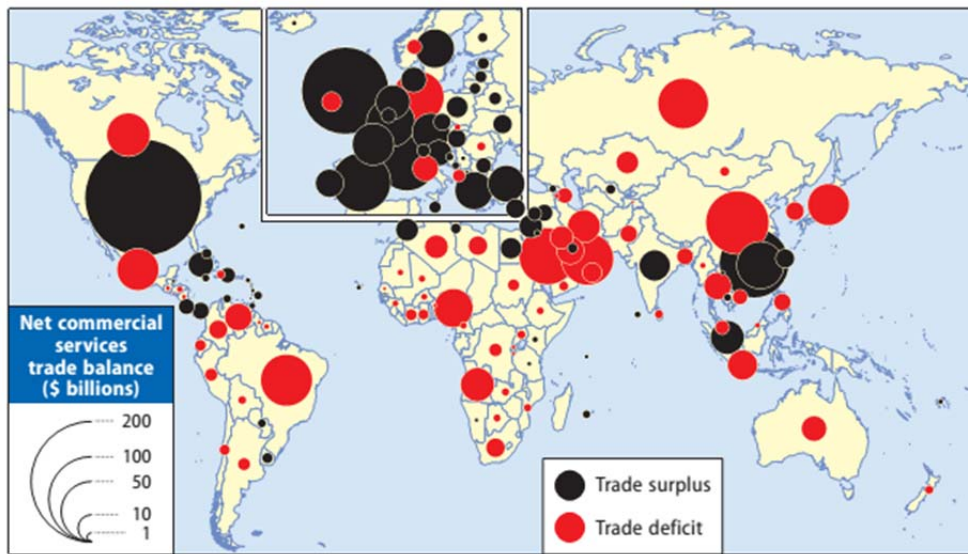 Net commercial
services
trade balance
($ billions)
200
100
50
10
1
Trade surplus
Trade deficit